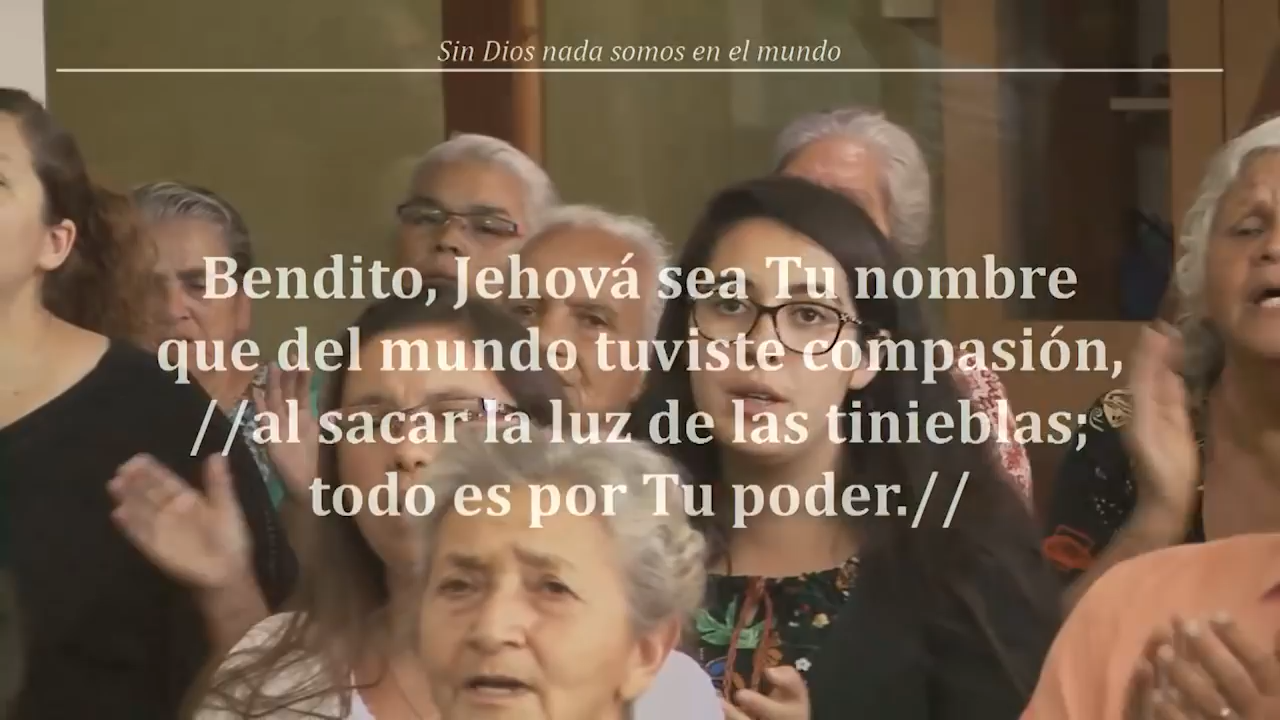 Sin Dios nada somos en el mundo
Bendito, Jehová sea Tu nombre
que del mundo tuviste compasión,
//al sacar la luz de las tinieblas;
todo es por Tu poder.//